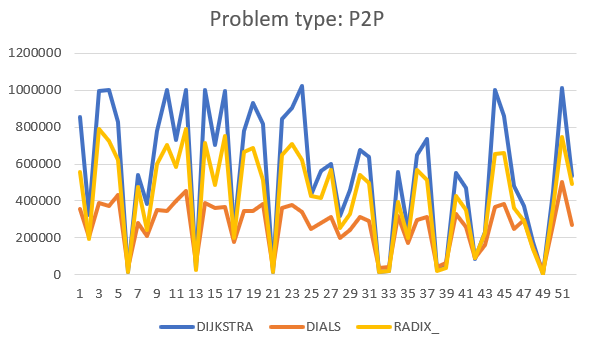 Problem type: P2P
1200000
1000000
800000
600000
400000
200000
0
1 3 5 7 9 11 13 15 17 19 21 23 25 27 29 31 33 35 37 39 41 43 45 47 49 51
DIJKSTRA DIALS RADIX_